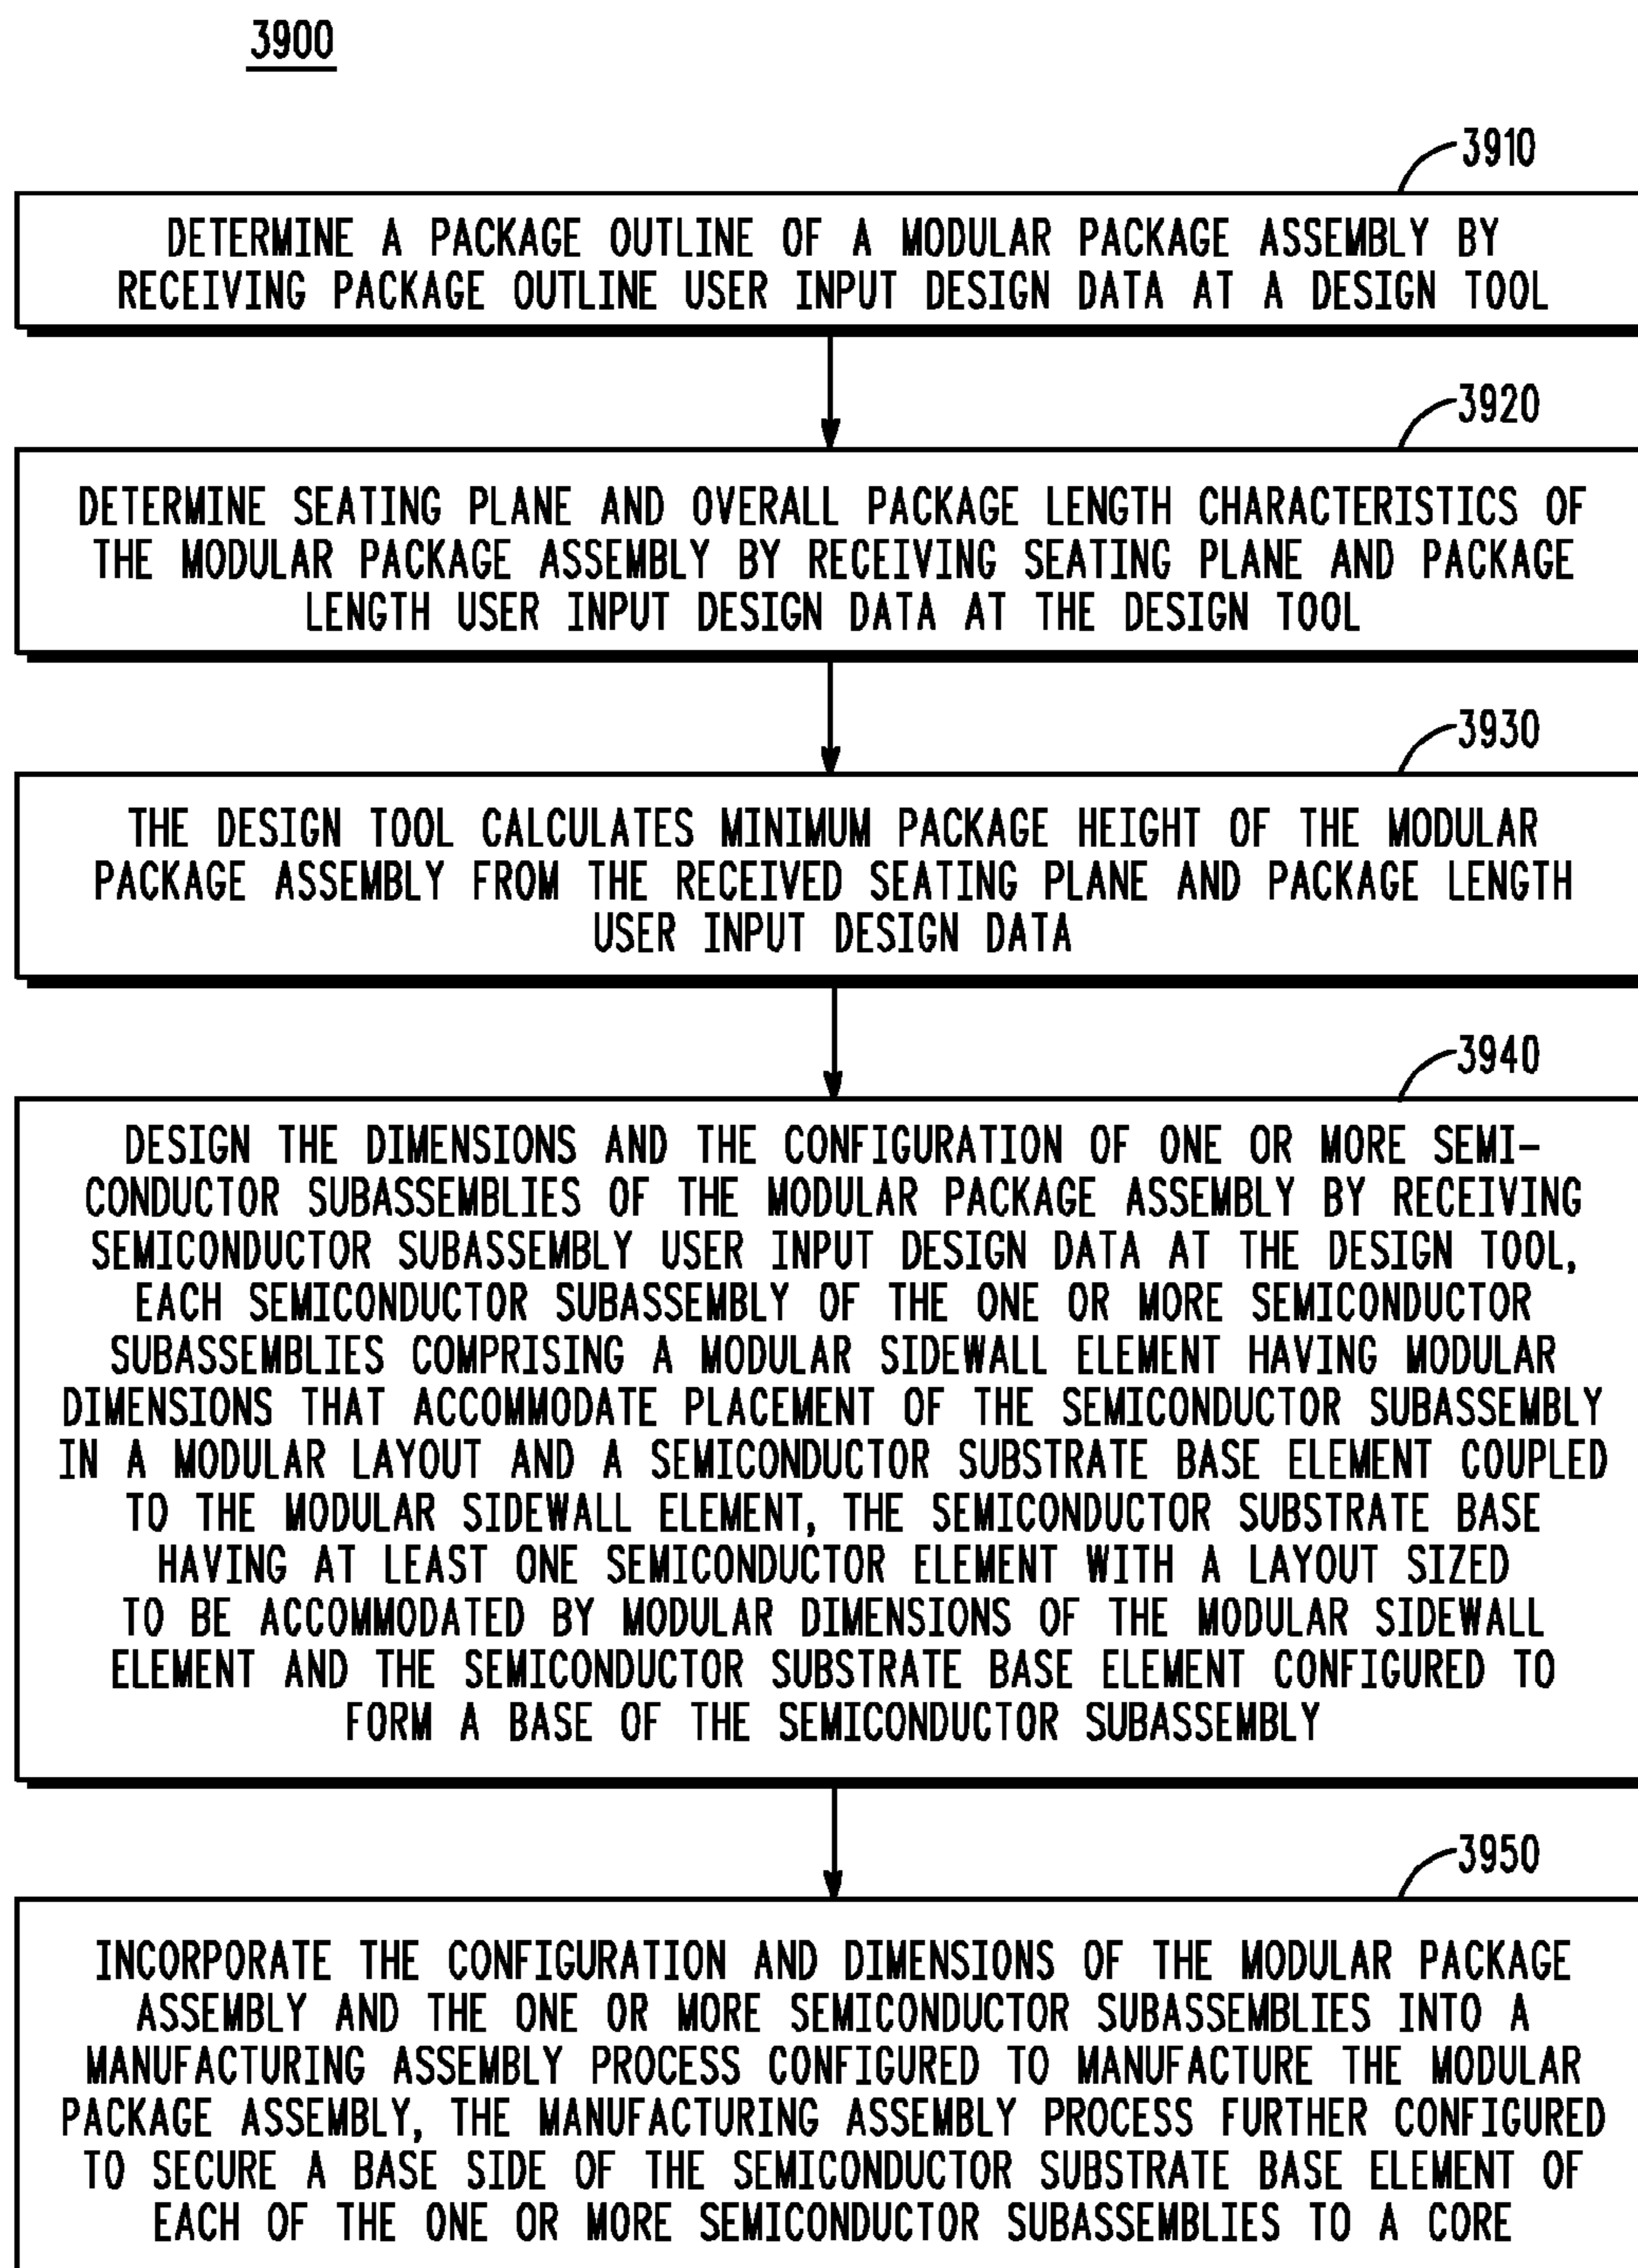 3900
3910
DETERMINE A PACKAGE OUTLINE OF A MODULAR PACKAGE ASSEMBLY BY
RECEIVING PACKAGE OUTLINE USER INPUT DESIGN DATA AT A DESIGN TOOL
3920
DETERMINE SEATING PLANE AND OVERALL PACKAGE LENGTH CHARACTERISTICS OF
THE MODULAR PACKAGE ASSEMBLY BY RECEIVING SEATING PLANE AND PACKAGE
LENGTH USER INPUT DESIGN DATA AT THE DESIGN TOOL
3930
THE DESIGN TOOL CALCULATES MINIMUM PACKAGE HEIGHT OF THE MODULAR
PACKAGE ASSEMBLY FROM THE RECEIVED SEATING PLANE AND PACKAGE LENGTH
USER INPUT DESIGN DATA
3940
DESIGN THE DIMENSIONS AND THE CONFIGURATION OF ONE OR MORE SEMI-
CONDUCTOR SUBASSEMBLIES OF THE MODULAR PACKAGE ASSEMBLY BY RECEIVING
SEMICONDUCTOR SUBASSEMBLY USER INPUT DESIGN DATA AT THE DESIGN TOOL,
EACH SEMICONDUCTOR SUBASSEMBLY OF THE ONE OR MORE SEMICONDUCTOR
SUBASSEMBLIES COMPRISING A MODULAR SIDEWALL ELEMENT HAVING MODULAR
DIMENSIONS THAT ACCOMMODATE PLACEMENT OF THE SEMICONDUCTOR SUBASSEMBLY
IN A MODULAR LAYOUT AND A SEMICONDUCTOR SUBSTRATE BASE ELEMENT COUPLED
TO THE MODULAR SIDEWALL ELEMENT, THE SEMICONDUCTOR SUBSTRATE BASE
HAVING AT LEAST ONE SEMICONDUCTOR ELEMENT WITH A LAYOUT SIZED
TO BE ACCOMMODATED BY MODULAR DIMENSIONS OF THE MODULAR SIDEWALL
ELEMENT AND THE SEMICONDUCTOR SUBSTRATE BASE ELEMENT CONFIGURED TO
FORM A BASE OF THE SEMICONDUCTOR SUBASSEMBLY
3950
INCORPORATE THE CONFIGURATION AND DIMENSIONS OF THE MODULAR PACKAGE
ASSEMBLY AND THE ONE OR MORE SEMICONDUCTOR SUBASSEMBLIES INTO A
MANUFACTURING ASSEMBLY PROCESS CONFIGURED TO MANUFACTURE THE MODULAR
PACKAGE ASSEMBLY, THE MANUFACTURING ASSEMBLY PROCESS FURTHER CONFIGURED
TO SECURE A BASE SIDE OF THE SEMICONDUCTOR SUBSTRATE BASE ELEMENT OF
EACH OF THE ONE OR MORE SEMICONDUCTOR SUBASSEMBLIES TO A CORE